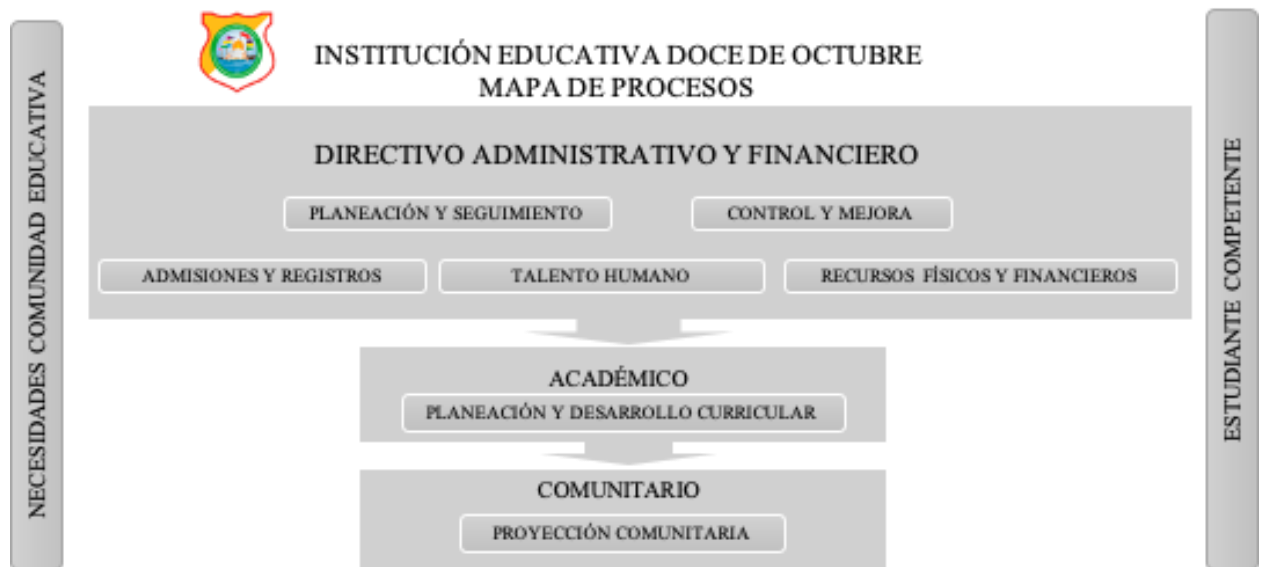 NECESIDADES COMUNIDAD EDUCATIVA
INSTITUCIÓN EDUCATIVA DOCE DE OCTUBRE
MAPA DE PROCESOS
DIRECTIVO ADMINISTRATIVO Y FINANCIERO
PLANEACIÓN Y SEGUIMIENTO
CONTROL Y MEJORA
ADMISIONES Y REGISTROS
TALENTO HUMANO
RECURSOS FÍSICOS Y FINANCIEROS
ACADÉMICO
PLANEACIÓN Y DESARROLLO CURRICULAR
COMUNITARIO
PROYECCIÓN COMUNITARIA
ESTUDIANTE COMPETENTE